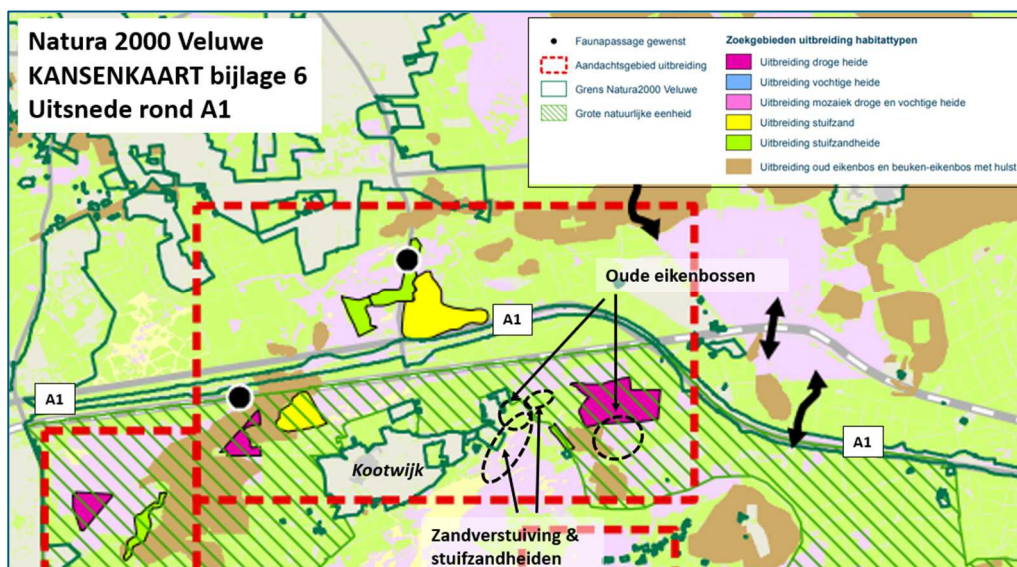 Natura 2000 Veluwe
KANSENKAART bijlage 6
Uitsnede rond A1
Faunapassage gewenst
Aandachtsgebied uitbreiding
Grens Natura2000 Veluwe
Grote natuurlijke eenheid
Zoekgebieden uitbreiding habitattypen
Uitbreiding droge heide
Uitbreiding vochtige heide
Uitbreiding mozaiek droge en vochtige heide
Uitbreiding stuifzand
Uitbreiding stuifzandheide
Uitbreiding oud eikenbos en beuken-eikenbos met hulst
Oude eikenbossen
A1
A1
A1
Kootwijk
Zandverstuiving &
stuifzandheiden